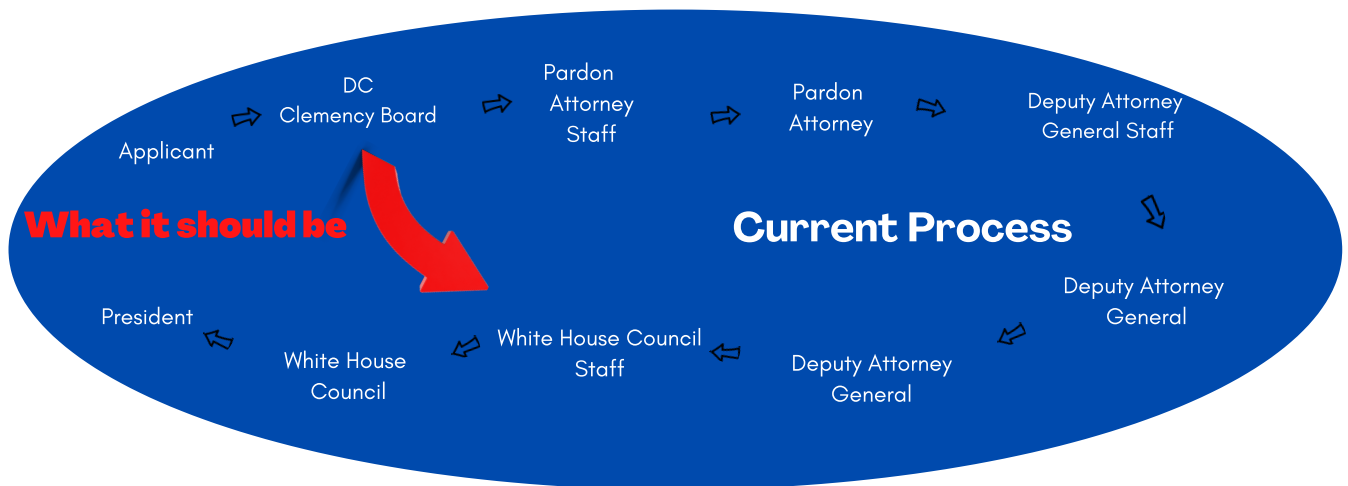 Applicant
DC
Clemency Board
Pardon
Attorney
Staff
Pardon
Attorney
Deputy Attorney
General Staff
What it should be
Current Process
Deputy Attorney
General
Deputy Attorney
General
White House Council
Staff
White House
Council
President